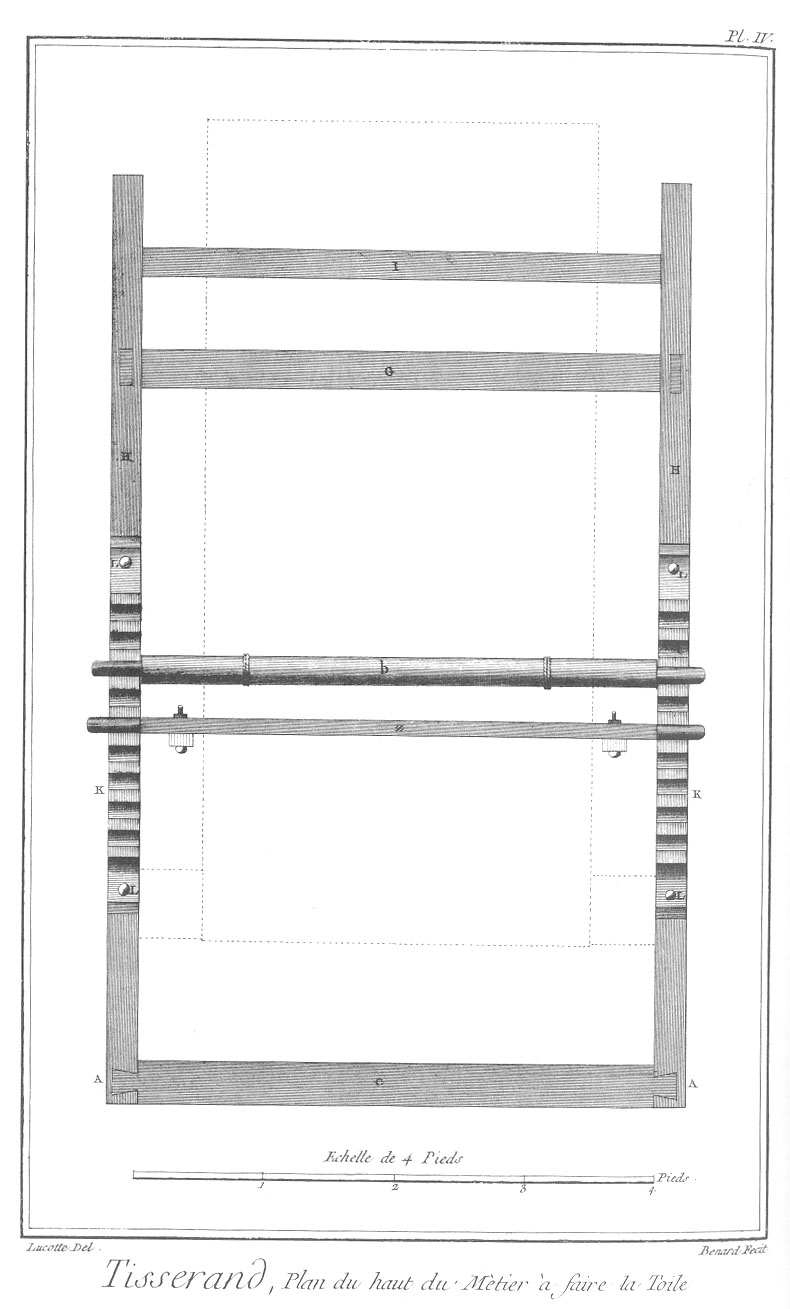 Pl. IV.
I
G
H
H
L
L
b
a
K
K
L
L
A
C
A
Echelle de 4 Pieds
1 2 3 4 Pieds.
Lucotte Del.
Benard Fecit
Tisserand, Plan du haut du Mètier à faire la Toile